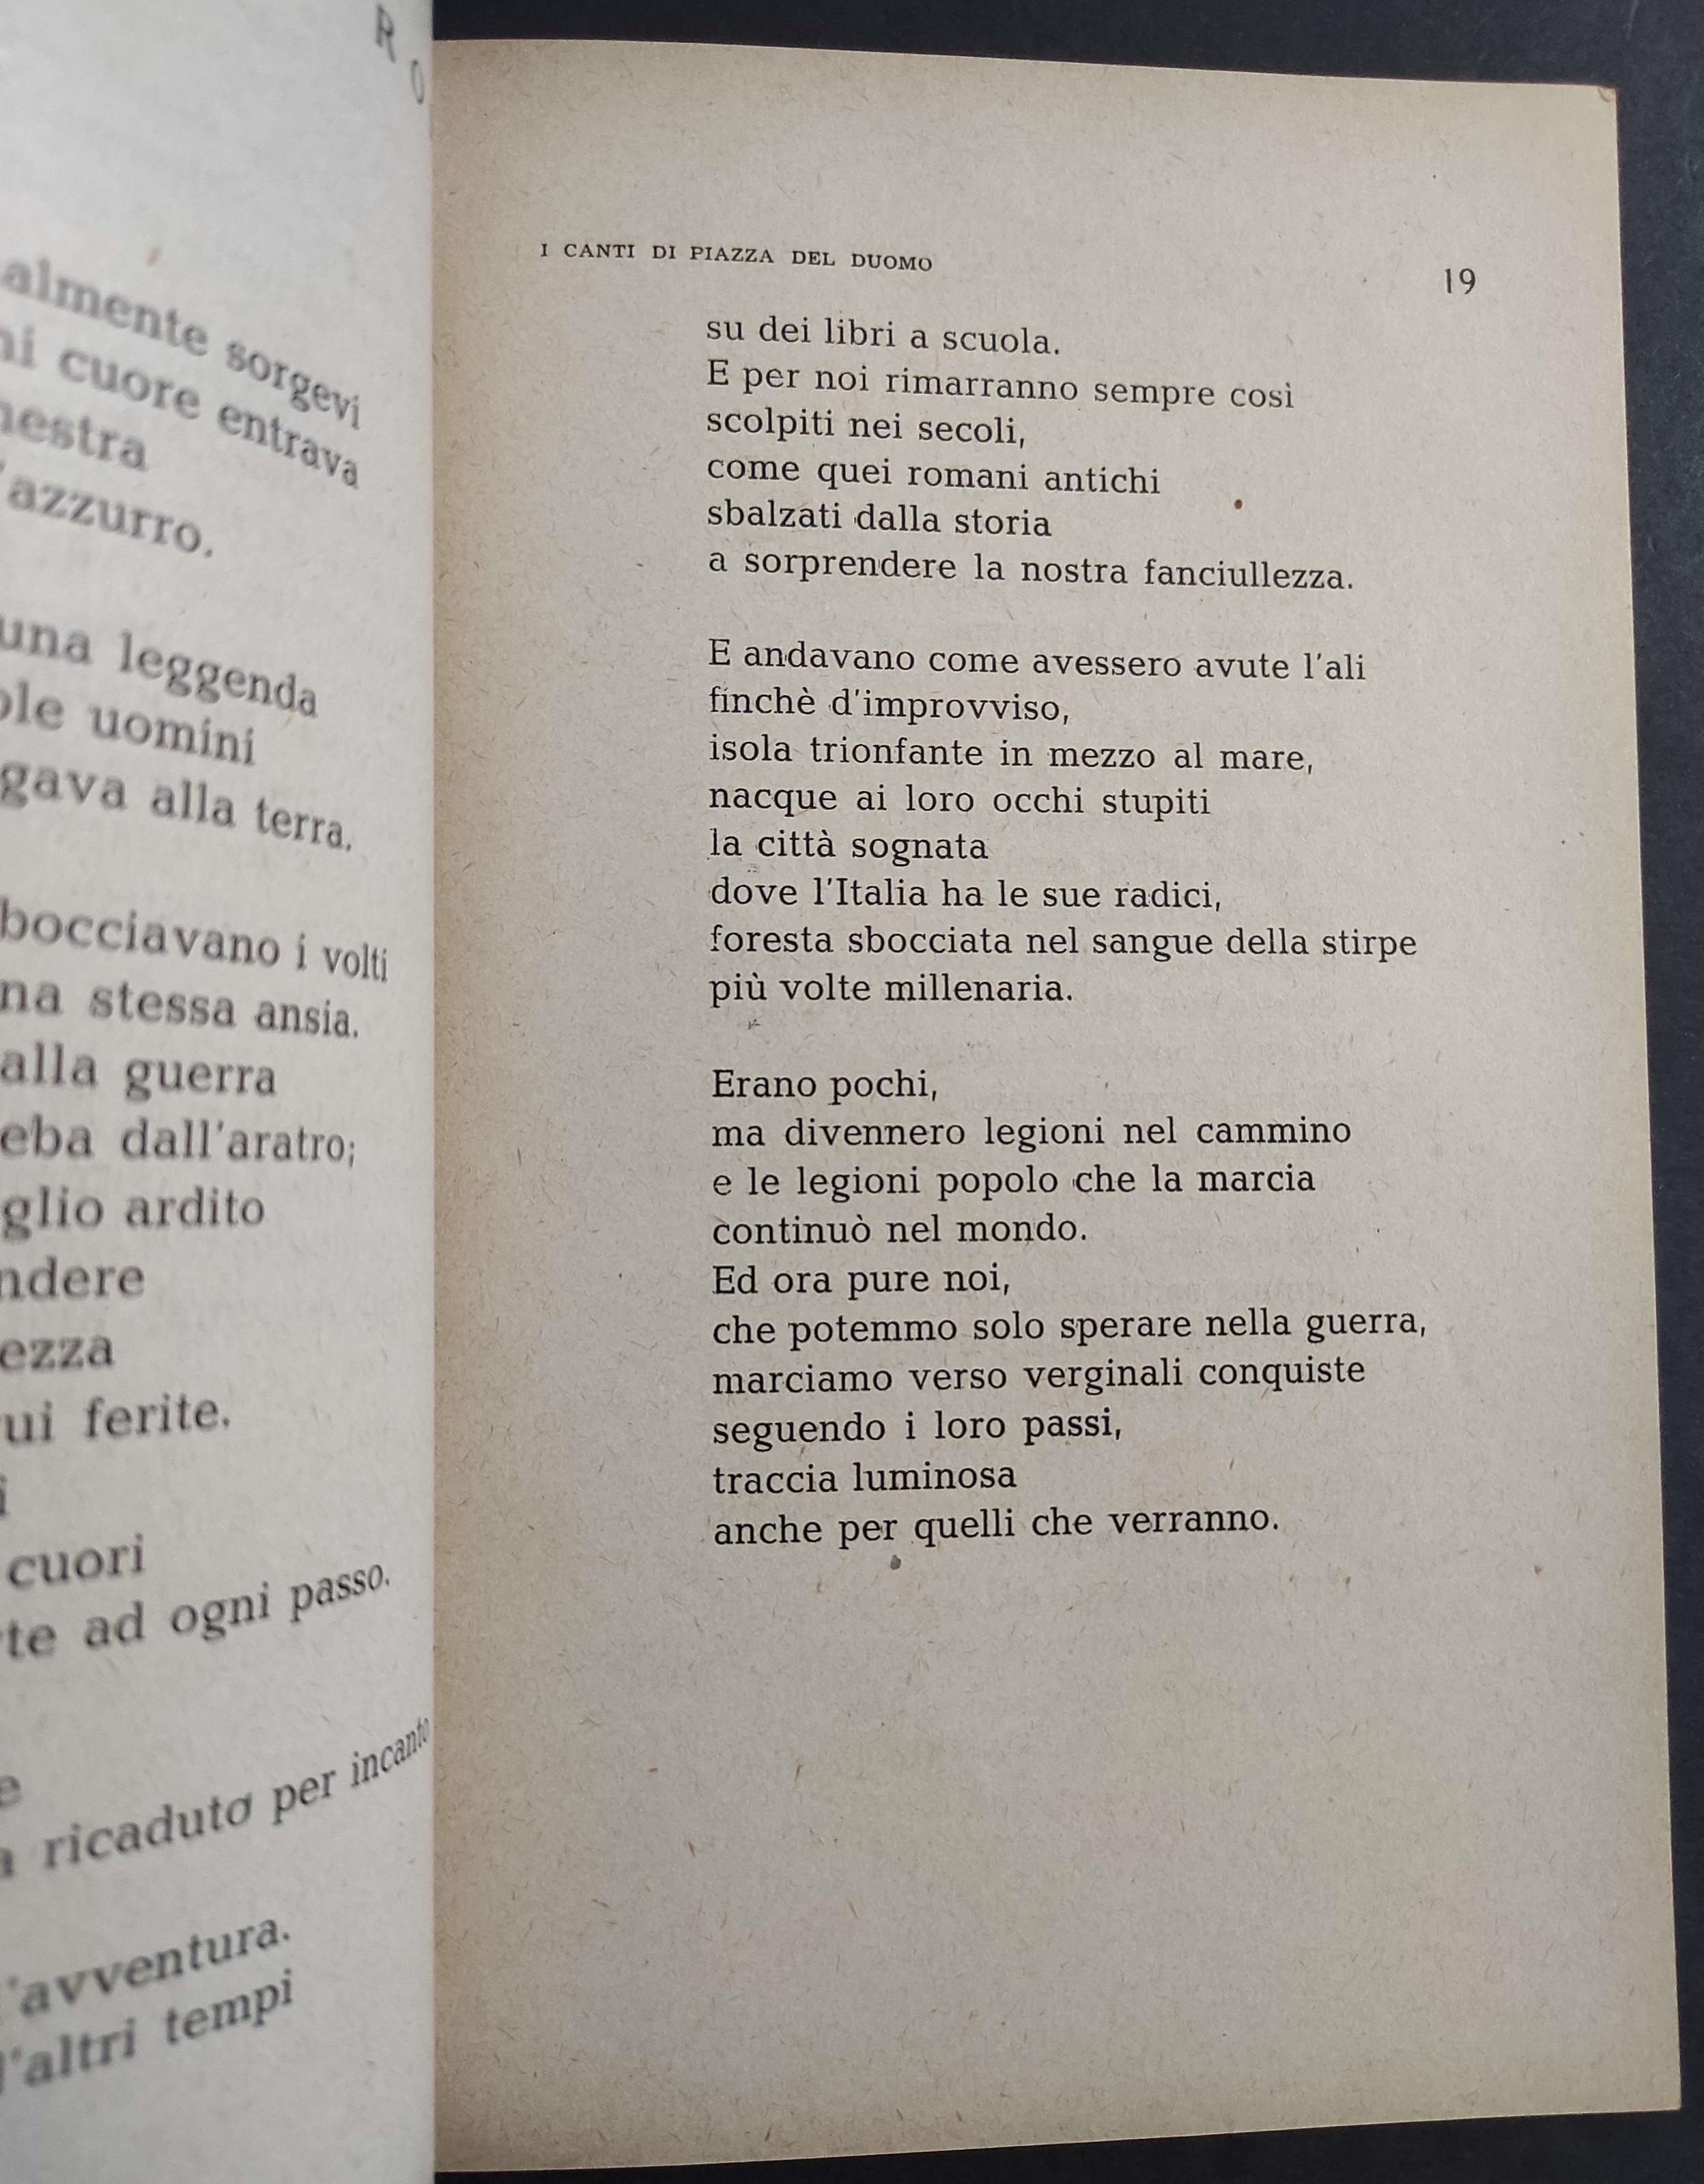 R O
almente sorgevi
cuore entrava
azzurro.
una leggenda
uomini
alla terra.
bocciavano i volti
stessa ansia.
alla guerra
dall'aratro;
ardito
ndere
ezza
ferite.
cuori
ad ogni passo.
ricaduto per incanto
l'avventura.
d'altri tempi
I CANTI DI PIAZZA DEL DUOMO
19
su dei libri a scuola.
E per noi rimarranno sempre così
scolpiti nei secoli,
come quei romani antichi
sbalzati dalla storia
a sorprendere la nostra fanciullezza.
E andavano come avessero avute l'ali
finchè d'improvviso,
isola trionfante in mezzo al mare,
nacque ai loro occhi stupiti
la città sognata
dove l'Italia ha le sue radici,
foresta sbocciata nel sangue della stirpe
più volte millenaria.
Erano pochi,
ma divennero legioni nel cammino
e le legioni popolo che la marcia
continuò nel mondo.
Ed ora pure noi,
che potemmo solo sperare nella guerra,
marciamo verso verginali conquiste
seguendo i loro passi,
traccia luminosa
anche per quelli che verranno.